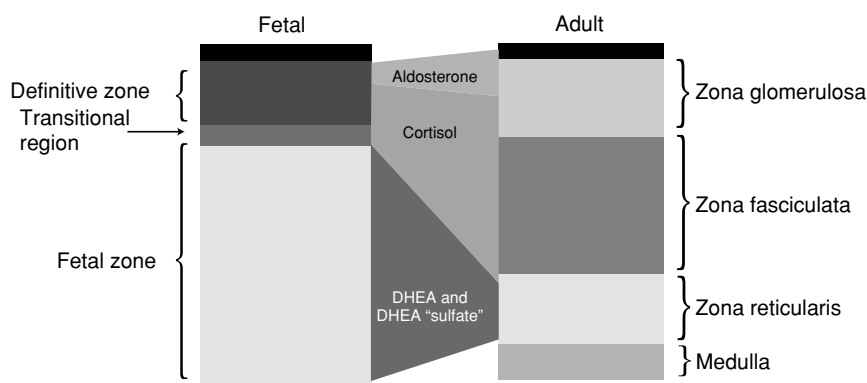 Fetal
Adult
Definitive zone
Transitional
region
Fetal zone
Aldosterone
Cortisol
DHEA and
DHEA “sulfate”
Zona glomerulosa
Zona fasciculata
Zona reticularis
Medulla